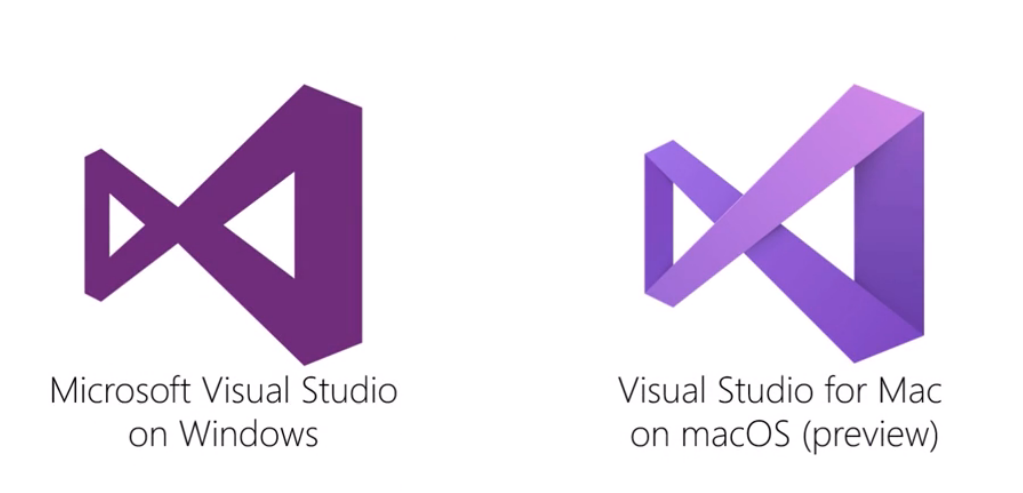 Microsoft Visual Studio
on Windows
Visual Studio for Mac
on macOS (preview)